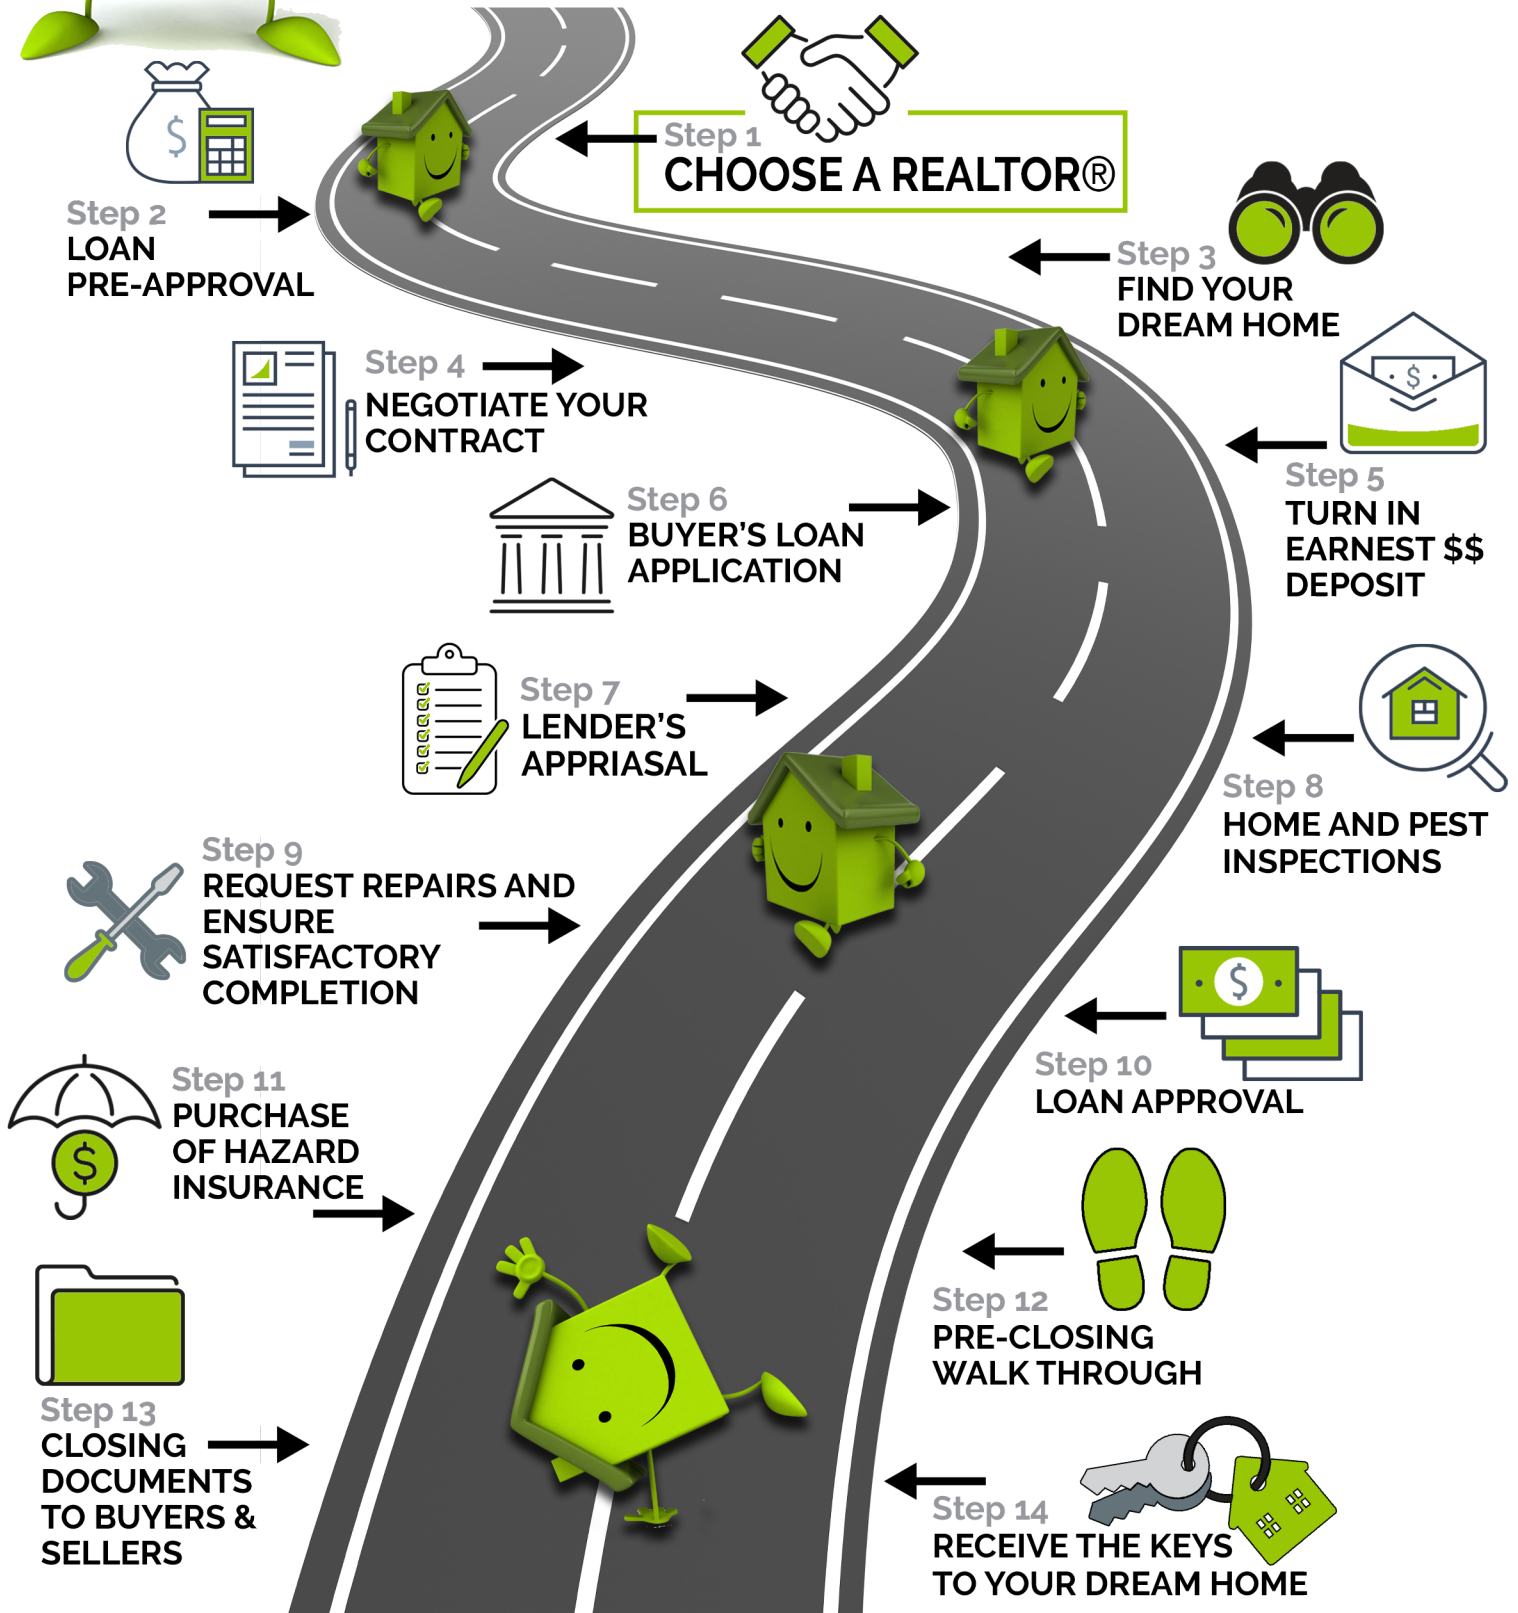 Step 1
CHOOSE A REALTOR®
Step 2
LOAN
PRE-APPROVAL
$
Step 3
FIND YOUR
DREAM HOME
Step 4
NEGOTIATE YOUR
CONTRACT
$
Step 5
TURN IN
EARNEST $$
DEPOSIT
Step 6
BUYER'S LOAN
APPLICATION
Step 7
LENDER'S
APPRIASAL
Step 8
HOME AND PEST
INSPECTIONS
Step 9
REQUEST REPAIRS AND
ENSURE
SATISFACTORY
COMPLETION
$
Step 10
LOAN APPROVAL
Step 11
PURCHASE
OF HAZARD
INSURANCE
$
Step 12
PRE-CLOSING
WALK THROUGH
Step 13
CLOSING
DOCUMENTS
TO BUYERS &
SELLERS
Step 14
RECEIVE THE KEYS
TO YOUR DREAM HOME